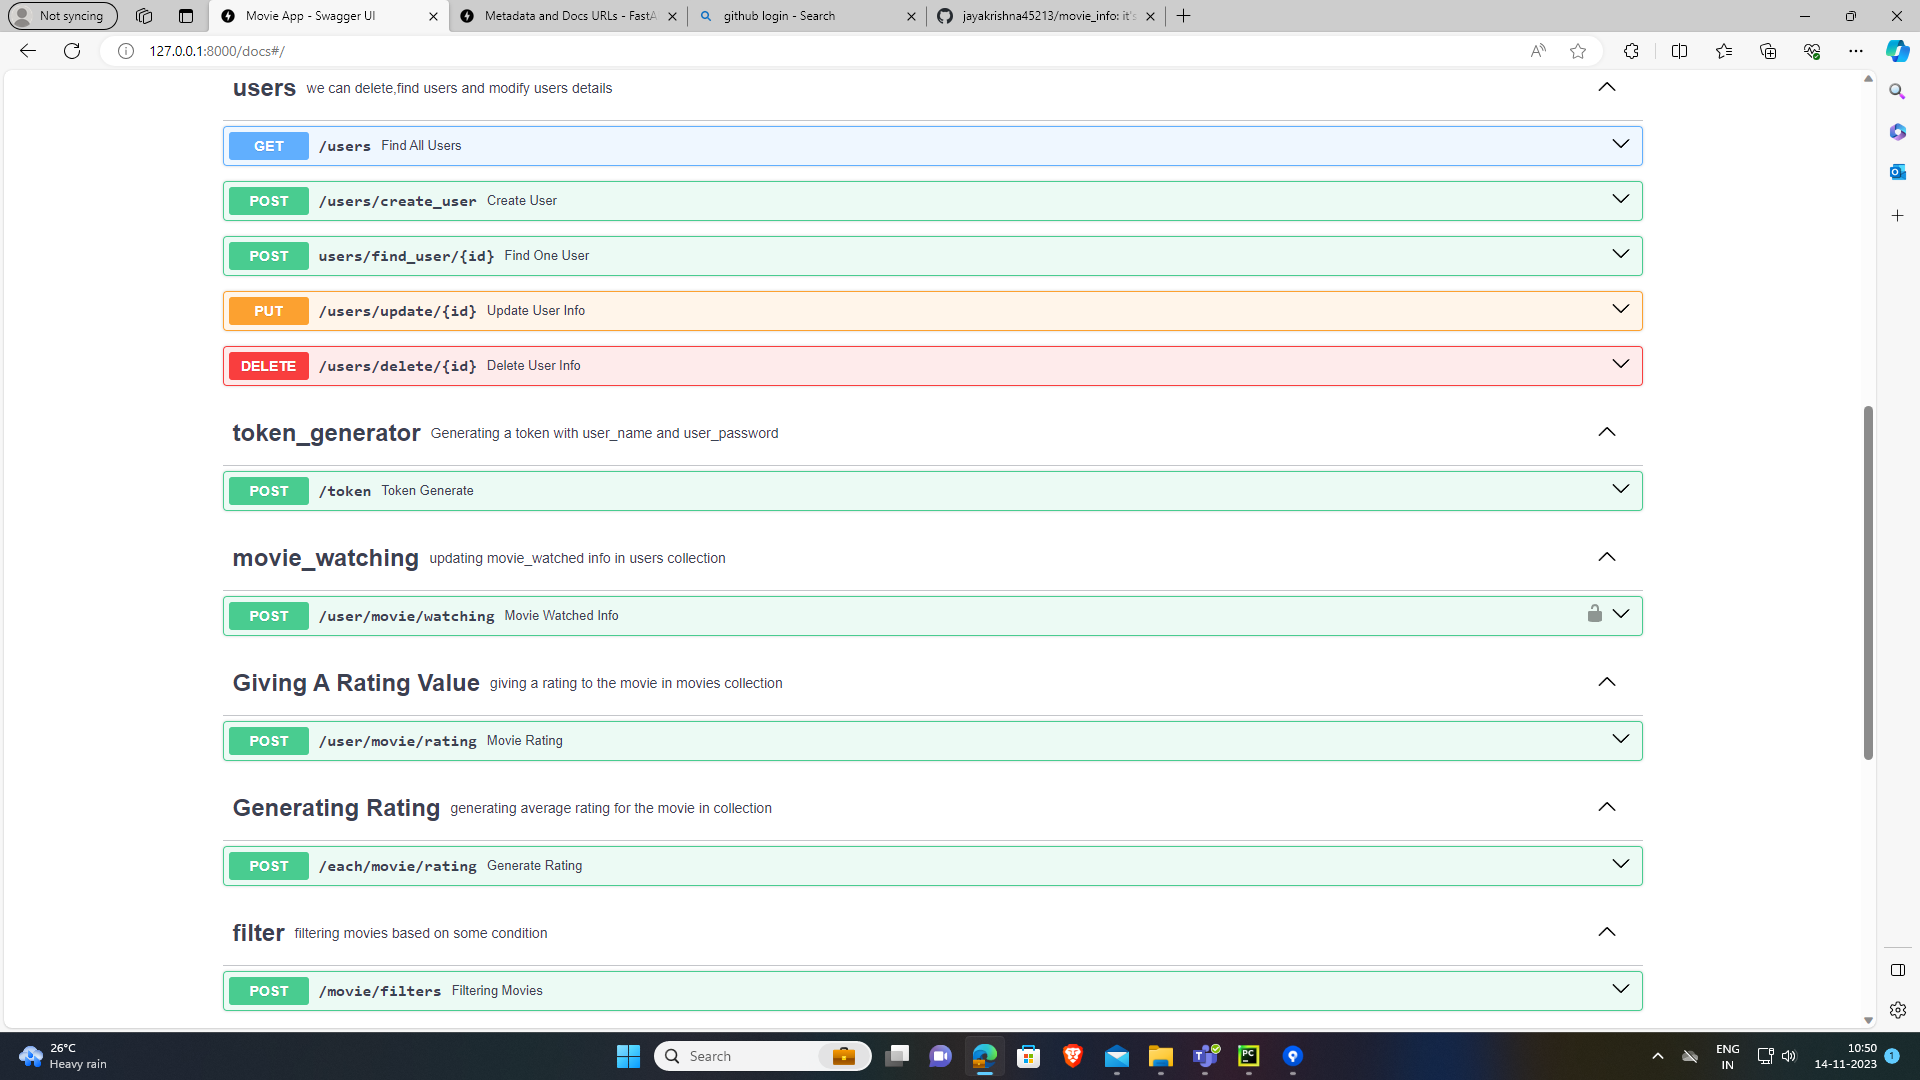 Not syncing
Movie App - Swagger UI
Metadata and Docs URLs - FastA
github login - Search
jayakrishna45213/movie_info: it's
127.0.0.1:8000/docs#/
users we can delete,find users and modify users details
GET /users Find All Users
POST /users/create_user Create User
POST users/find_user/{id} Find One User
PUT /users/update/{id} Update User Info
DELETE /users/delete/{id} Delete User Info
token_generator Generating a token with user_name and user_password
POST /token Token Generate
movie_watching updating movie_watched info in users collection
POST /user/movie/watching Movie Watched Info
Giving A Rating Value giving a rating to the movie in movies collection
POST /user/movie/rating Movie Rating
Generating Rating generating average rating for the movie in collection
POST /each/movie/rating Generate Rating
filter filtering movies based on some condition
POST /movie/filters Filtering Movies
26°C
Heavy rain
Search
PC
ENG
IN
10:50
14-11-2023
1